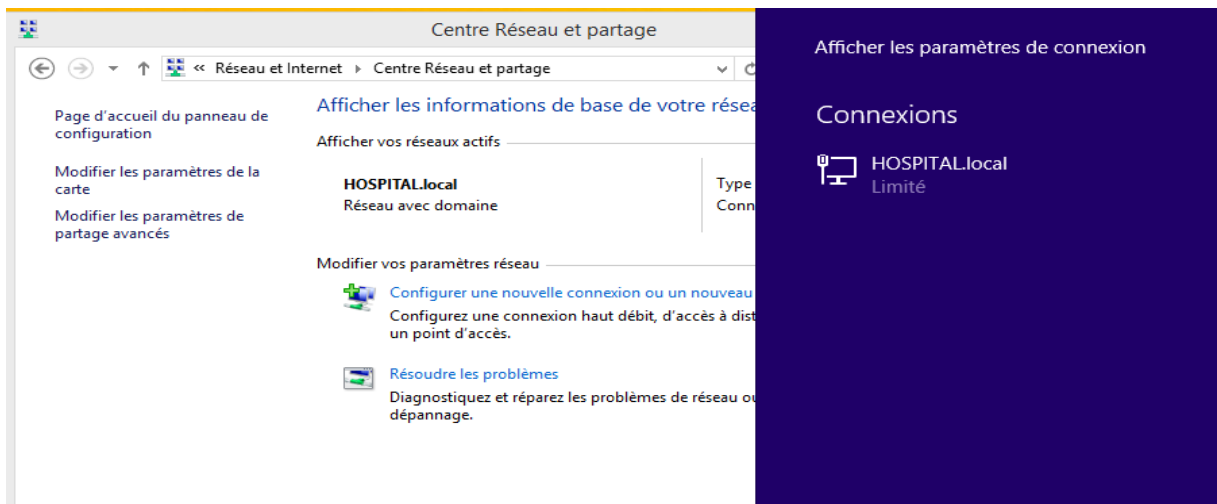 Centre Réseau et partage
« Réseau et Internet Centre Réseau et partage
Page d'accueil du panneau de
configuration
Modifier les paramètres de la
carte
Modifier les paramètres de
partage avancés
Afficher les informations de base de votre résea
Afficher vos réseaux actifs
HOSPITAL.local
Réseau avec domaine
Type
Conn
Modifier vos paramètres réseau
Configurer une nouvelle connexion ou un nouveau
Configurez une connexion haut débit, d'accès à dist
un point d'accès.
Résoudre les problèmes
Diagnostiquez et réparez les problèmes de réseau ou
dépannage.
Afficher les paramètres de connexion
Connexions
HOSPITAL.local
Limité